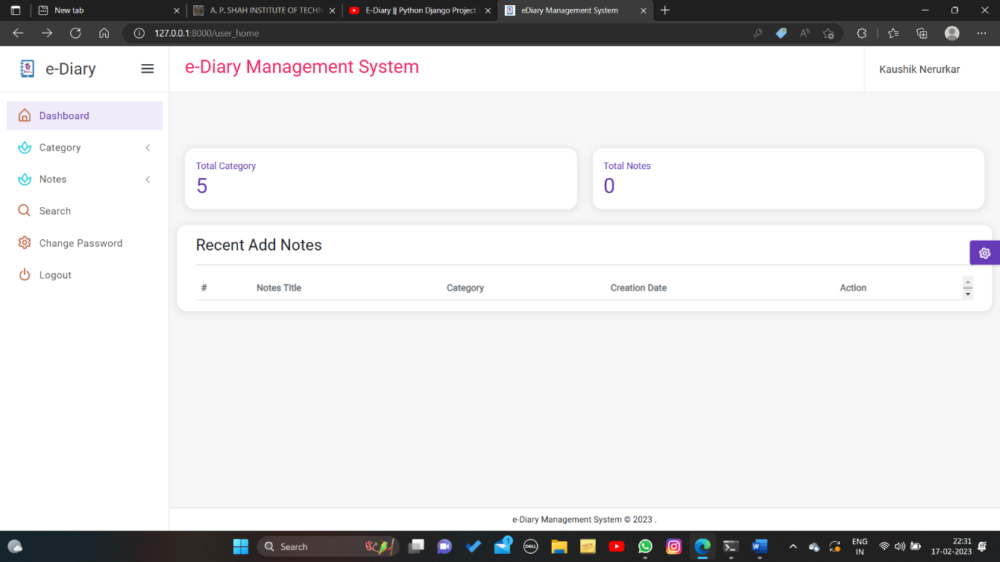 New tab
A. P. SHAH INSTITUTE OF TECHN
E-Diary || Python Django Project
eDiary Management System
127.0.0.1:8000/user_home
e-Diary
e-Diary Management System
Kaushik Nerurkar
Dashboard
Category
Notes
Search
Change Password
Logout
Total Category
5
Total Notes
0
Recent Add Notes
# Notes Title Category Creation Date Action
e-Diary Management System © 2023 .
Search
1
DELL
W
ENG
IN
22:31
17-02-2023